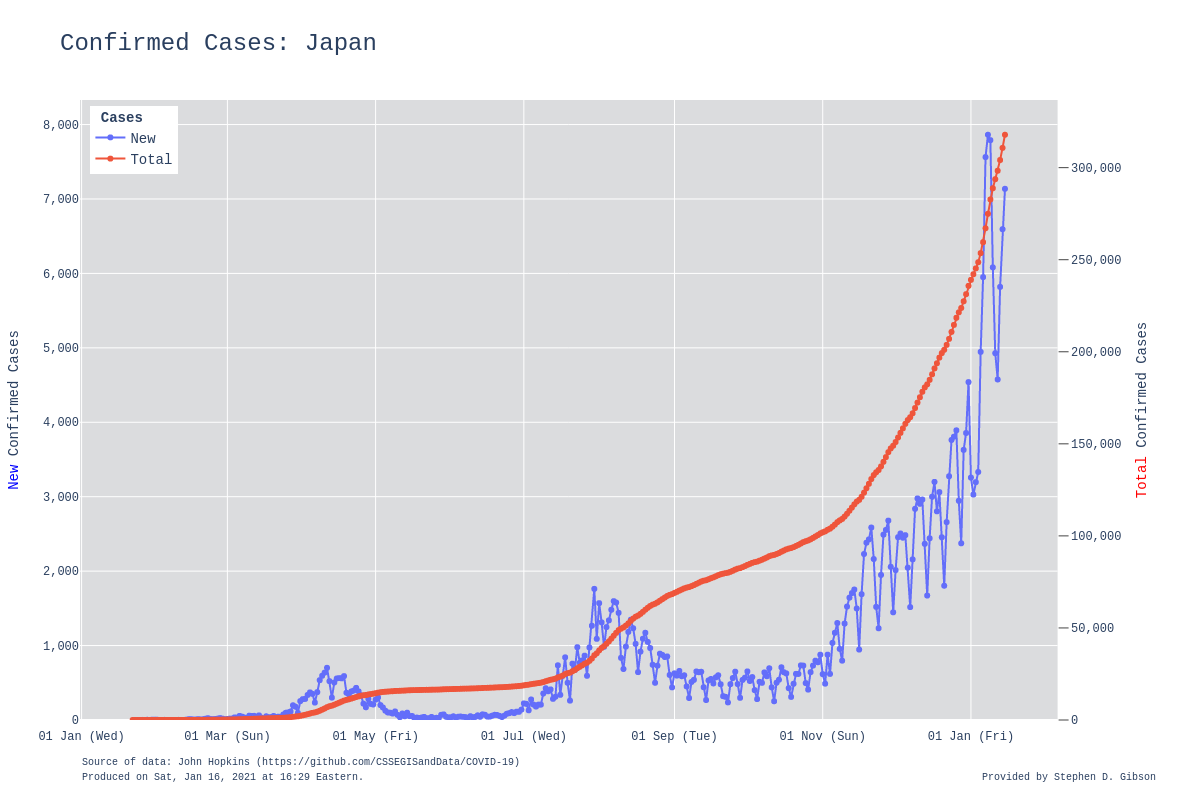 Confirmed Cases: Japan
Cases
New
Total
8,000
7,000
6,000
5,000
4,000
3,000
2,000
1,000
0
New Confirmed Cases
300,000
250,000
200,000
150,000
100,000
50,000
0
Total Confirmed Cases
01 Jan (Wed) 01 Mar (Sun) 01 May (Fri) 01 Jul (Wed) 01 Sep (Tue) 01 Nov (Sun) 01 Jan (Fri)
Source of data: John Hopkins (https://github.com/CSSEGISandData/COVID-19)
Produced on Sat, Jan 16, 2021 at 16:29 Eastern.
Provided by Stephen D. Gibson